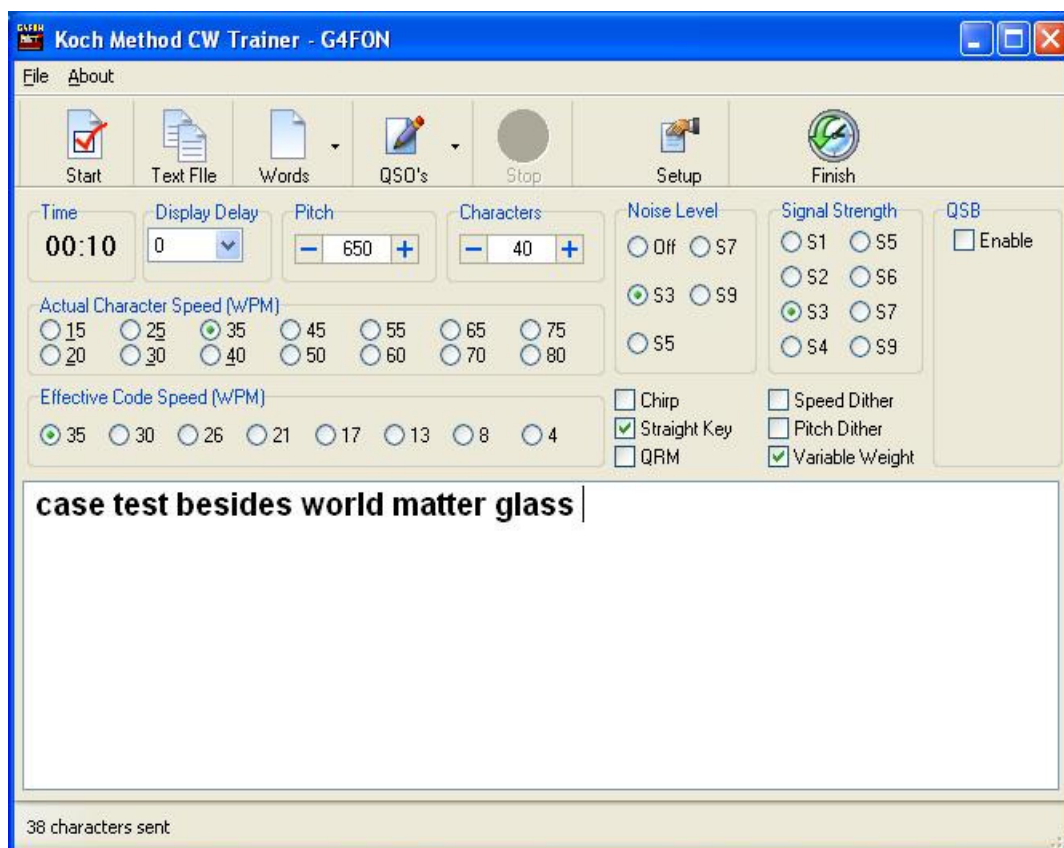 Koch Method CW Trainer - G4FON
File About
Start Text FIle Words QSO's Stop Setup Finish
Time Display Delay Pitch Characters Noise Level Signal Strength QSB
00:10 0 650 40 Off S7 S1 S5 Enable
S2 S6
S3 S9 S3 S7
S5 S4 S9
Actual Character Speed (WPM)
15 25 35 45 55 65 75
20 30 40 50 60 70 80
Effective Code Speed (WPM)
35 30 26 21 17 13 8 4
Chirp Speed Dither
Straight Key Pitch Dither
QRM Variable Weight
case test besides world matter glass
38 characters sent